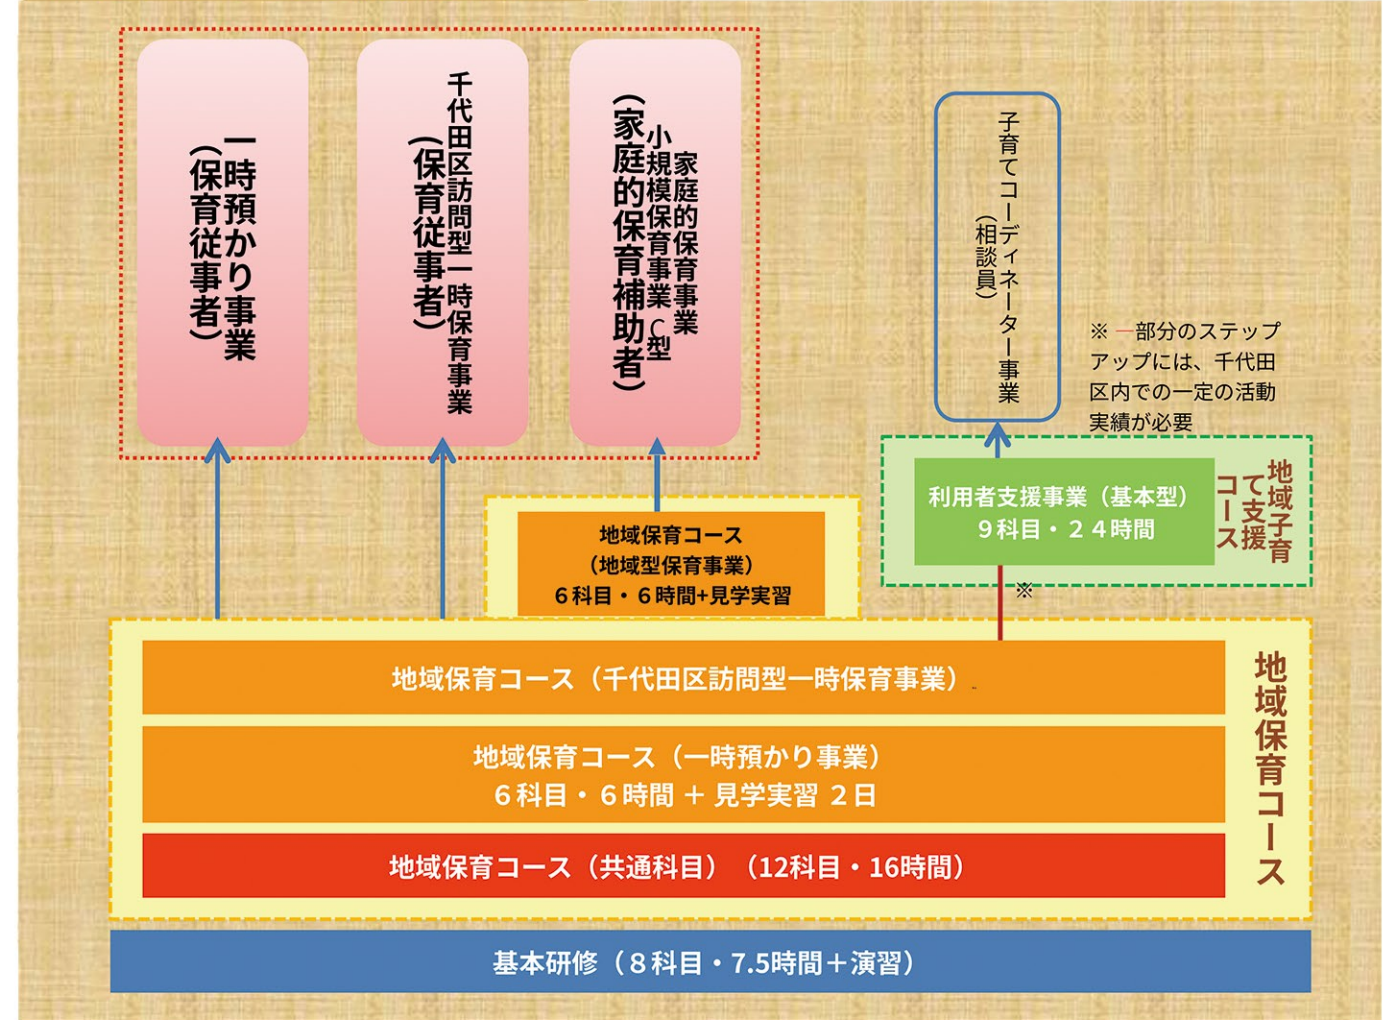 一時預かり事業
（保育従事者）
千代田区訪問型一時保育事業
（保育従事者）
家庭的保育事業
小規模保育事業C型
（家庭的保育補助者）
子育てコーディネーター事業
（相談員）
※ 一部分のステップ
アップには、千代田
区内での一定の活動
実績が必要
地域子育
て支援
コース
利用者支援事業（基本型）
９科目・２４時間
※
地域保育コース
（地域型保育事業）
６科目・６時間+見学実習
地域保育コース（千代田区訪問型一時保育事業）
地域保育コース（一時預かり事業）
６科目・６時間 ＋ 見学実習 ２日
地域保育コース（共通科目）（12科目・16時間）
地域保育コース
基本研修（８科目・7.5時間＋演習）